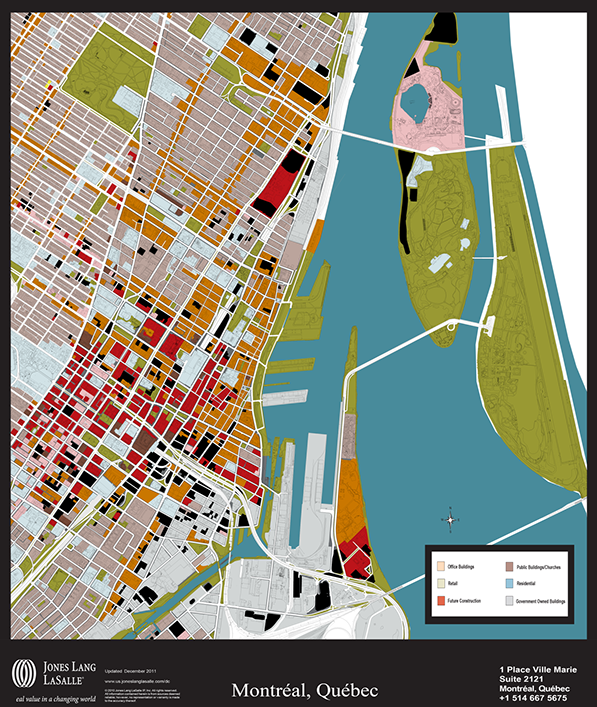 Office Buildings
Retail
Future Construction
Public Buildings/Churches
Residential
Government Owned Buildings
JONES LANG
LASALLE
eal value in a changing world
Updated December 2011
www.us.joneslanglasalle.com/dc
Montréal, Québec
1 Place Ville Marie
Suite 2121
Montréal, Québec
+1 514 667 5675